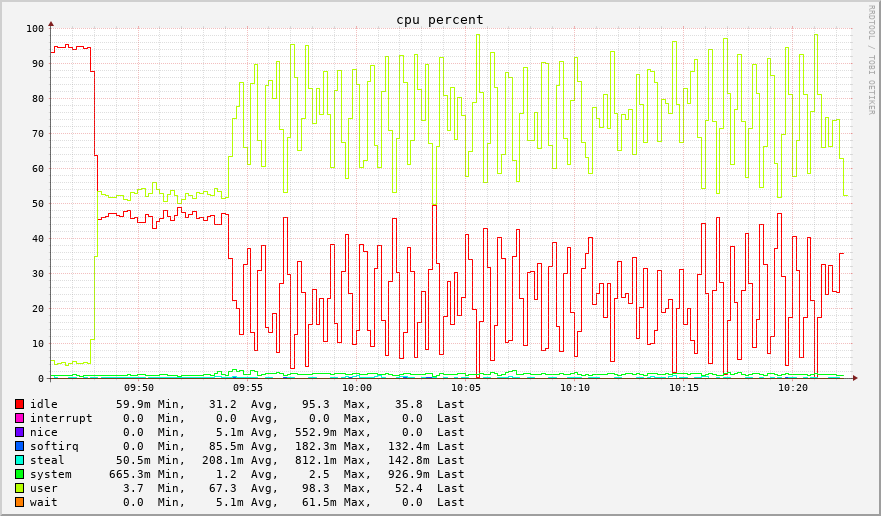 cpu percent
RRDTOOL / TOBI OETIKER
100
90
80
70
60
50
40
30
20
10
0
09:50 09:55 10:00 10:05 10:10 10:15 10:20
idle 59.9m Min, 31.2 Avg, 95.3 Max, 35.8 Last
interrupt 0.0 Min, 0.0 Avg, 0.0 Max, 0.0 Last
nice 0.0 Min, 5.1m Avg, 552.9m Max, 0.0 Last
softirq 0.0 Min, 85.5m Avg, 182.3m Max, 132.4m Last
steal 50.5m Min, 208.1m Avg, 812.1m Max, 142.8m Last
system 665.3m Min, 1.2 Avg, 2.5 Max, 926.9m Last
user 3.7 Min, 67.3 Avg, 98.3 Max, 52.4 Last
wait 0.0 Min, 5.1m Avg, 61.5m Max, 0.0 Last